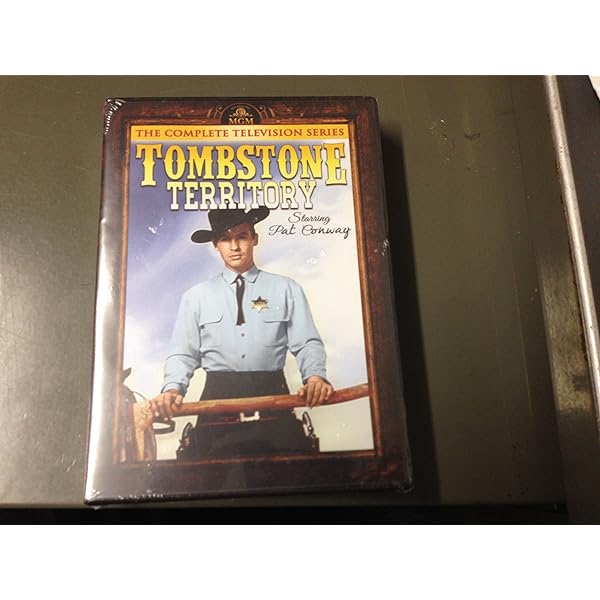 MGM
THE COMPLETE TELEVISION SERIES
TOMBSTONE
TERRITORY
Starring
Pat Conway